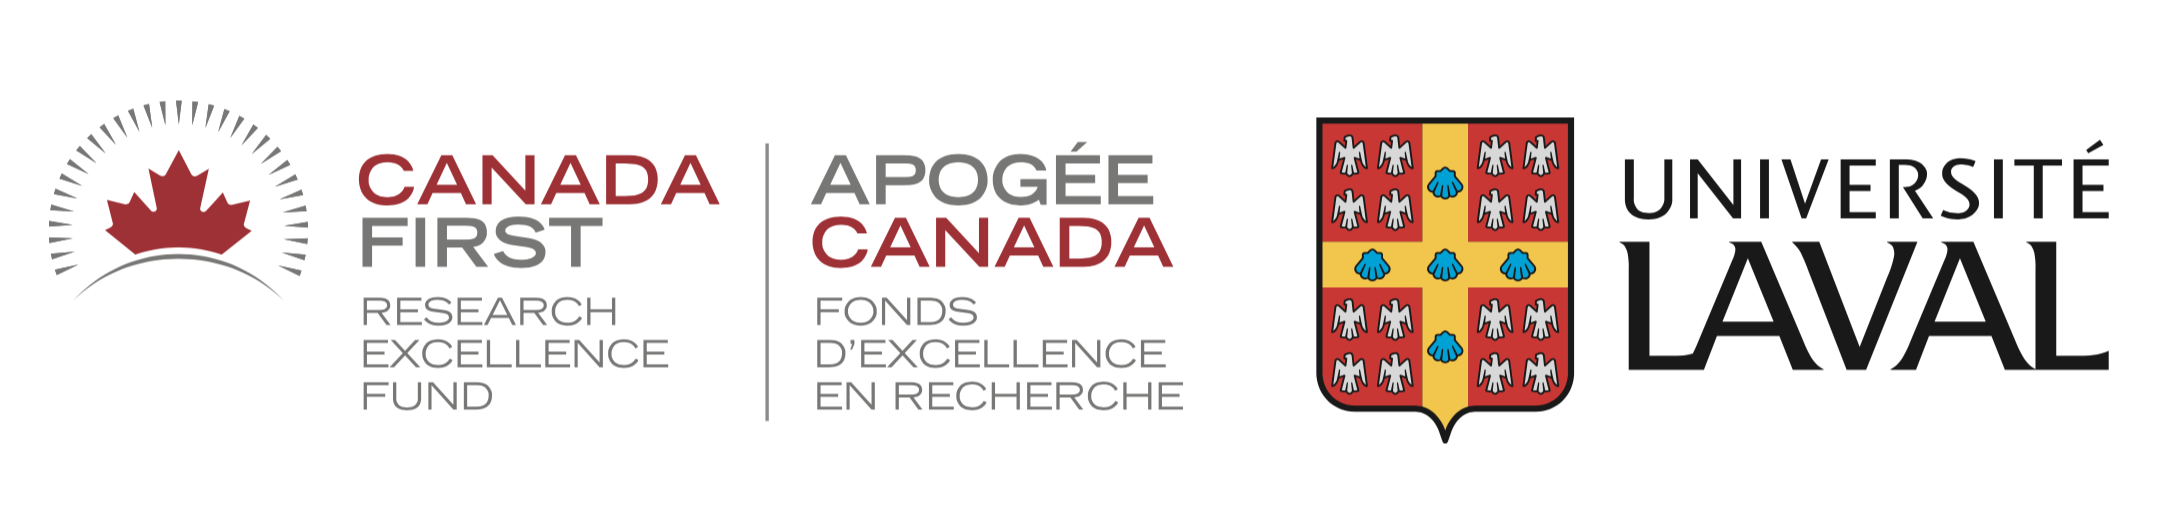 CANADA
FIRST
RESEARCH
EXCELLENCE
FUND
APOGÉE
CANADA
FONDS
D'EXCELLENCE
EN RECHERCHE
UNIVERSITÉ
LAVAL